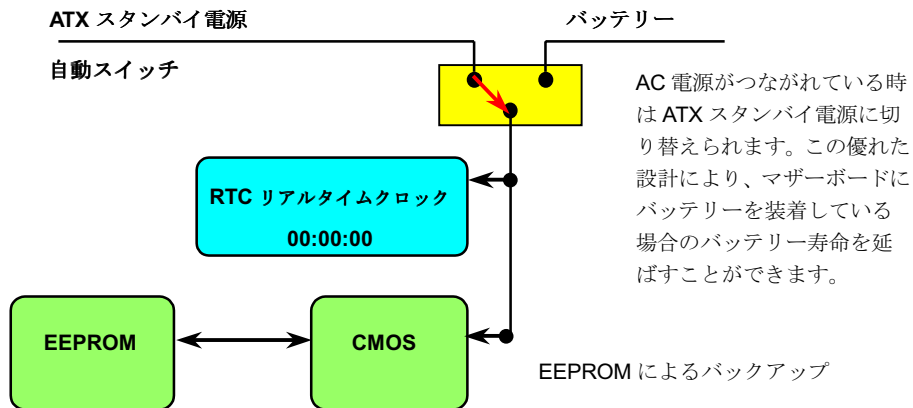 ATX スタンバイ電源
バッテリー
自動スイッチ
AC 電源がつながれている時
は ATX スタンバイ電源に切
り替えられます。この優れた
設計により、マザーボードに
バッテリーを装着している
場合のバッテリー寿命を延
ばすことができます。
RTC リアルタイムクロック
00:00:00
EEPROM
CMOS
EEPROM によるバックアップ